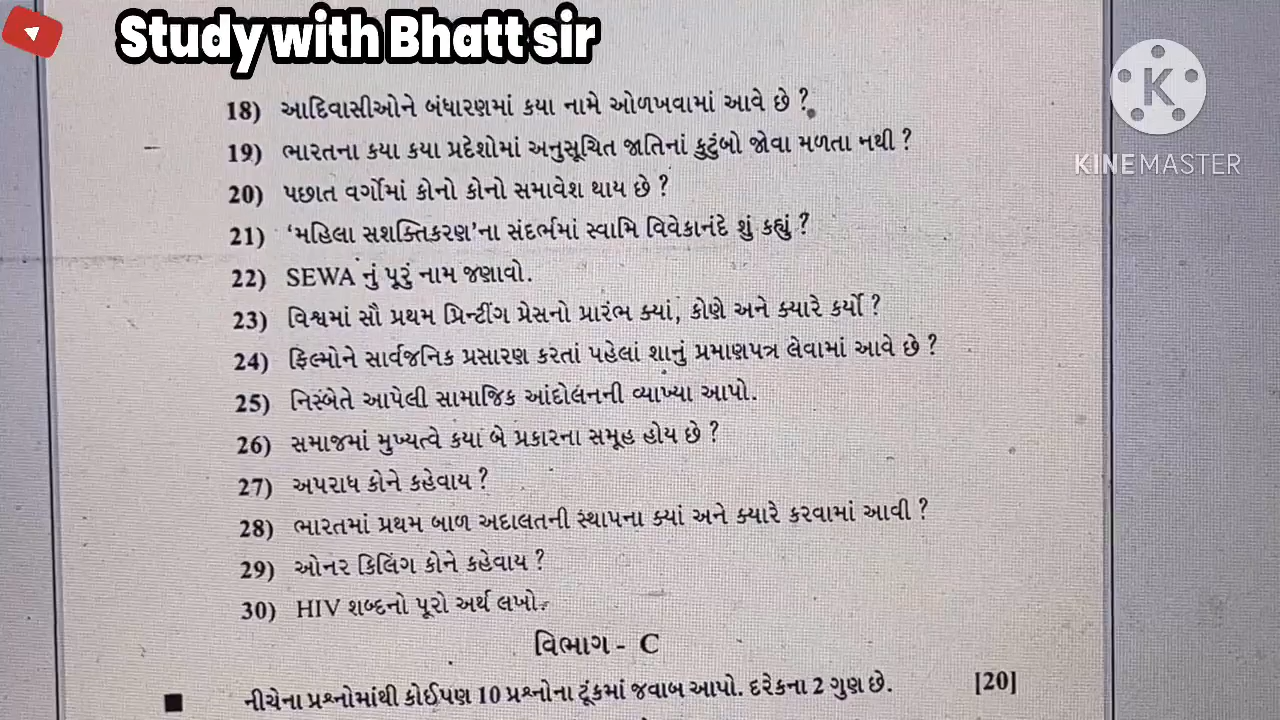 Study with Bhatt sir
K
KINEMASTER
18) આદિવાસીઓને બંધારણમાં કયા નામે ઓળખવામાં આવે છે ?
19) ભારતના કયા કયા પ્રદેશોમાં અનુસૂચિત જાતિનાં કુટુંબો જોવા મળતા નથી ?
20) પછાત વર્ગોમાં કોનો કોનો સમાવેશ થાય છે ?
21) ‘મહિલા સશક્તિકરણ’ના સંદર્ભમાં સ્વામિ વિવેકાનંદે શું કહ્યું ?
22) SEWA નું પૂરું નામ જણાવો.
23) વિશ્વમાં સૌ પ્રથમ પ્રિન્ટીંગ પ્રેસનો પ્રારંભ ક્યાં, કોણે અને ક્યારે કર્યો ?
24) ફિલ્મોને સાર્વજનિક પ્રસારણ કરતાં પહેલાં શાનું પ્રમાણપત્ર લેવામાં આવે છે ?
25) નિસ્બેતે આપેલી સામાજિક આંદોલનની વ્યાખ્યા આપો.
26) સમાજમાં મુખ્યત્વે કયા બે પ્રકારના સમૂહ હોય છે ?
27) અપરાધ કોને કહેવાય ?
28) ભારતમાં પ્રથમ બાળ અદાલતની સ્થાપના ક્યાં અને ક્યારે કરવામાં આવી ?
29) ઓનર કિલિંગ કોને કહેવાય ?
30) HIV શબ્દનો પૂરો અર્થ લખો.
વિભાગ - C
■ નીચેના પ્રશ્નોમાંથી કોઈપણ 10 પ્રશ્નોના ટૂંકમાં જવાબ આપો. દરેકના 2 ગુણ છે. [20]